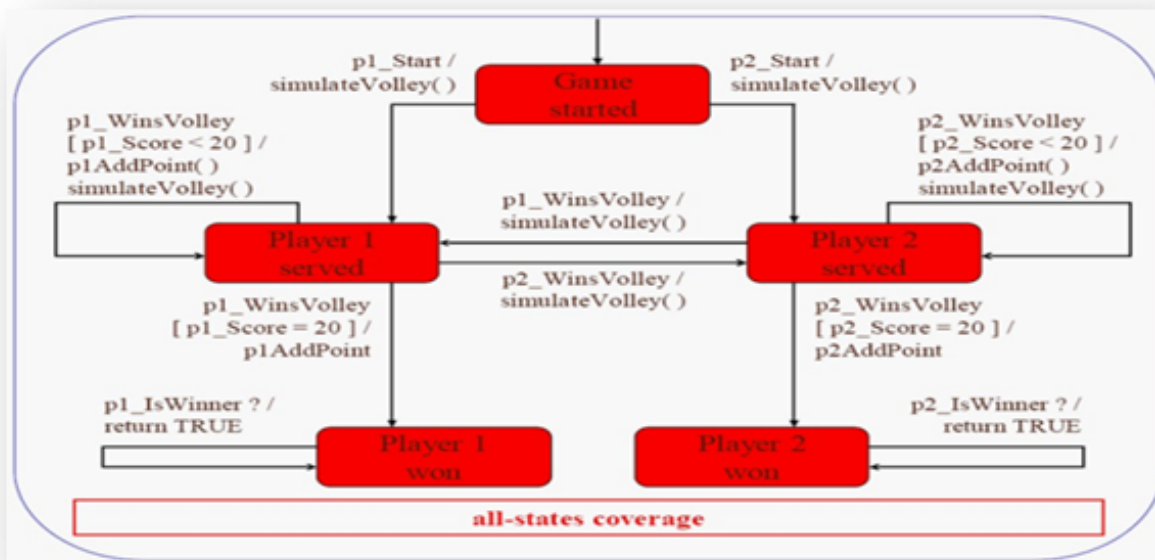 p1_Start /
simulateVolley( )
Game
started
p2_Start /
simulateVolley( )
p1_WinsVolley
[ p1_Score < 20 ] /
p1AddPoint( )
simulateVolley( )
p2_WinsVolley
[ p2_Score < 20 ] /
p2AddPoint( )
simulateVolley( )
p1_WinsVolley /
simulateVolley( )
Player 1
served
Player 2
served
p2_WinsVolley /
simulateVolley( )
p1_WinsVolley
[ p1_Score = 20 ] /
p1AddPoint
p2_WinsVolley
[ p2_Score = 20 ] /
p2AddPoint
p1_IsWinner ? /
return TRUE
Player 1
won
Player 2
won
p2_IsWinner ? /
return TRUE
all-states coverage